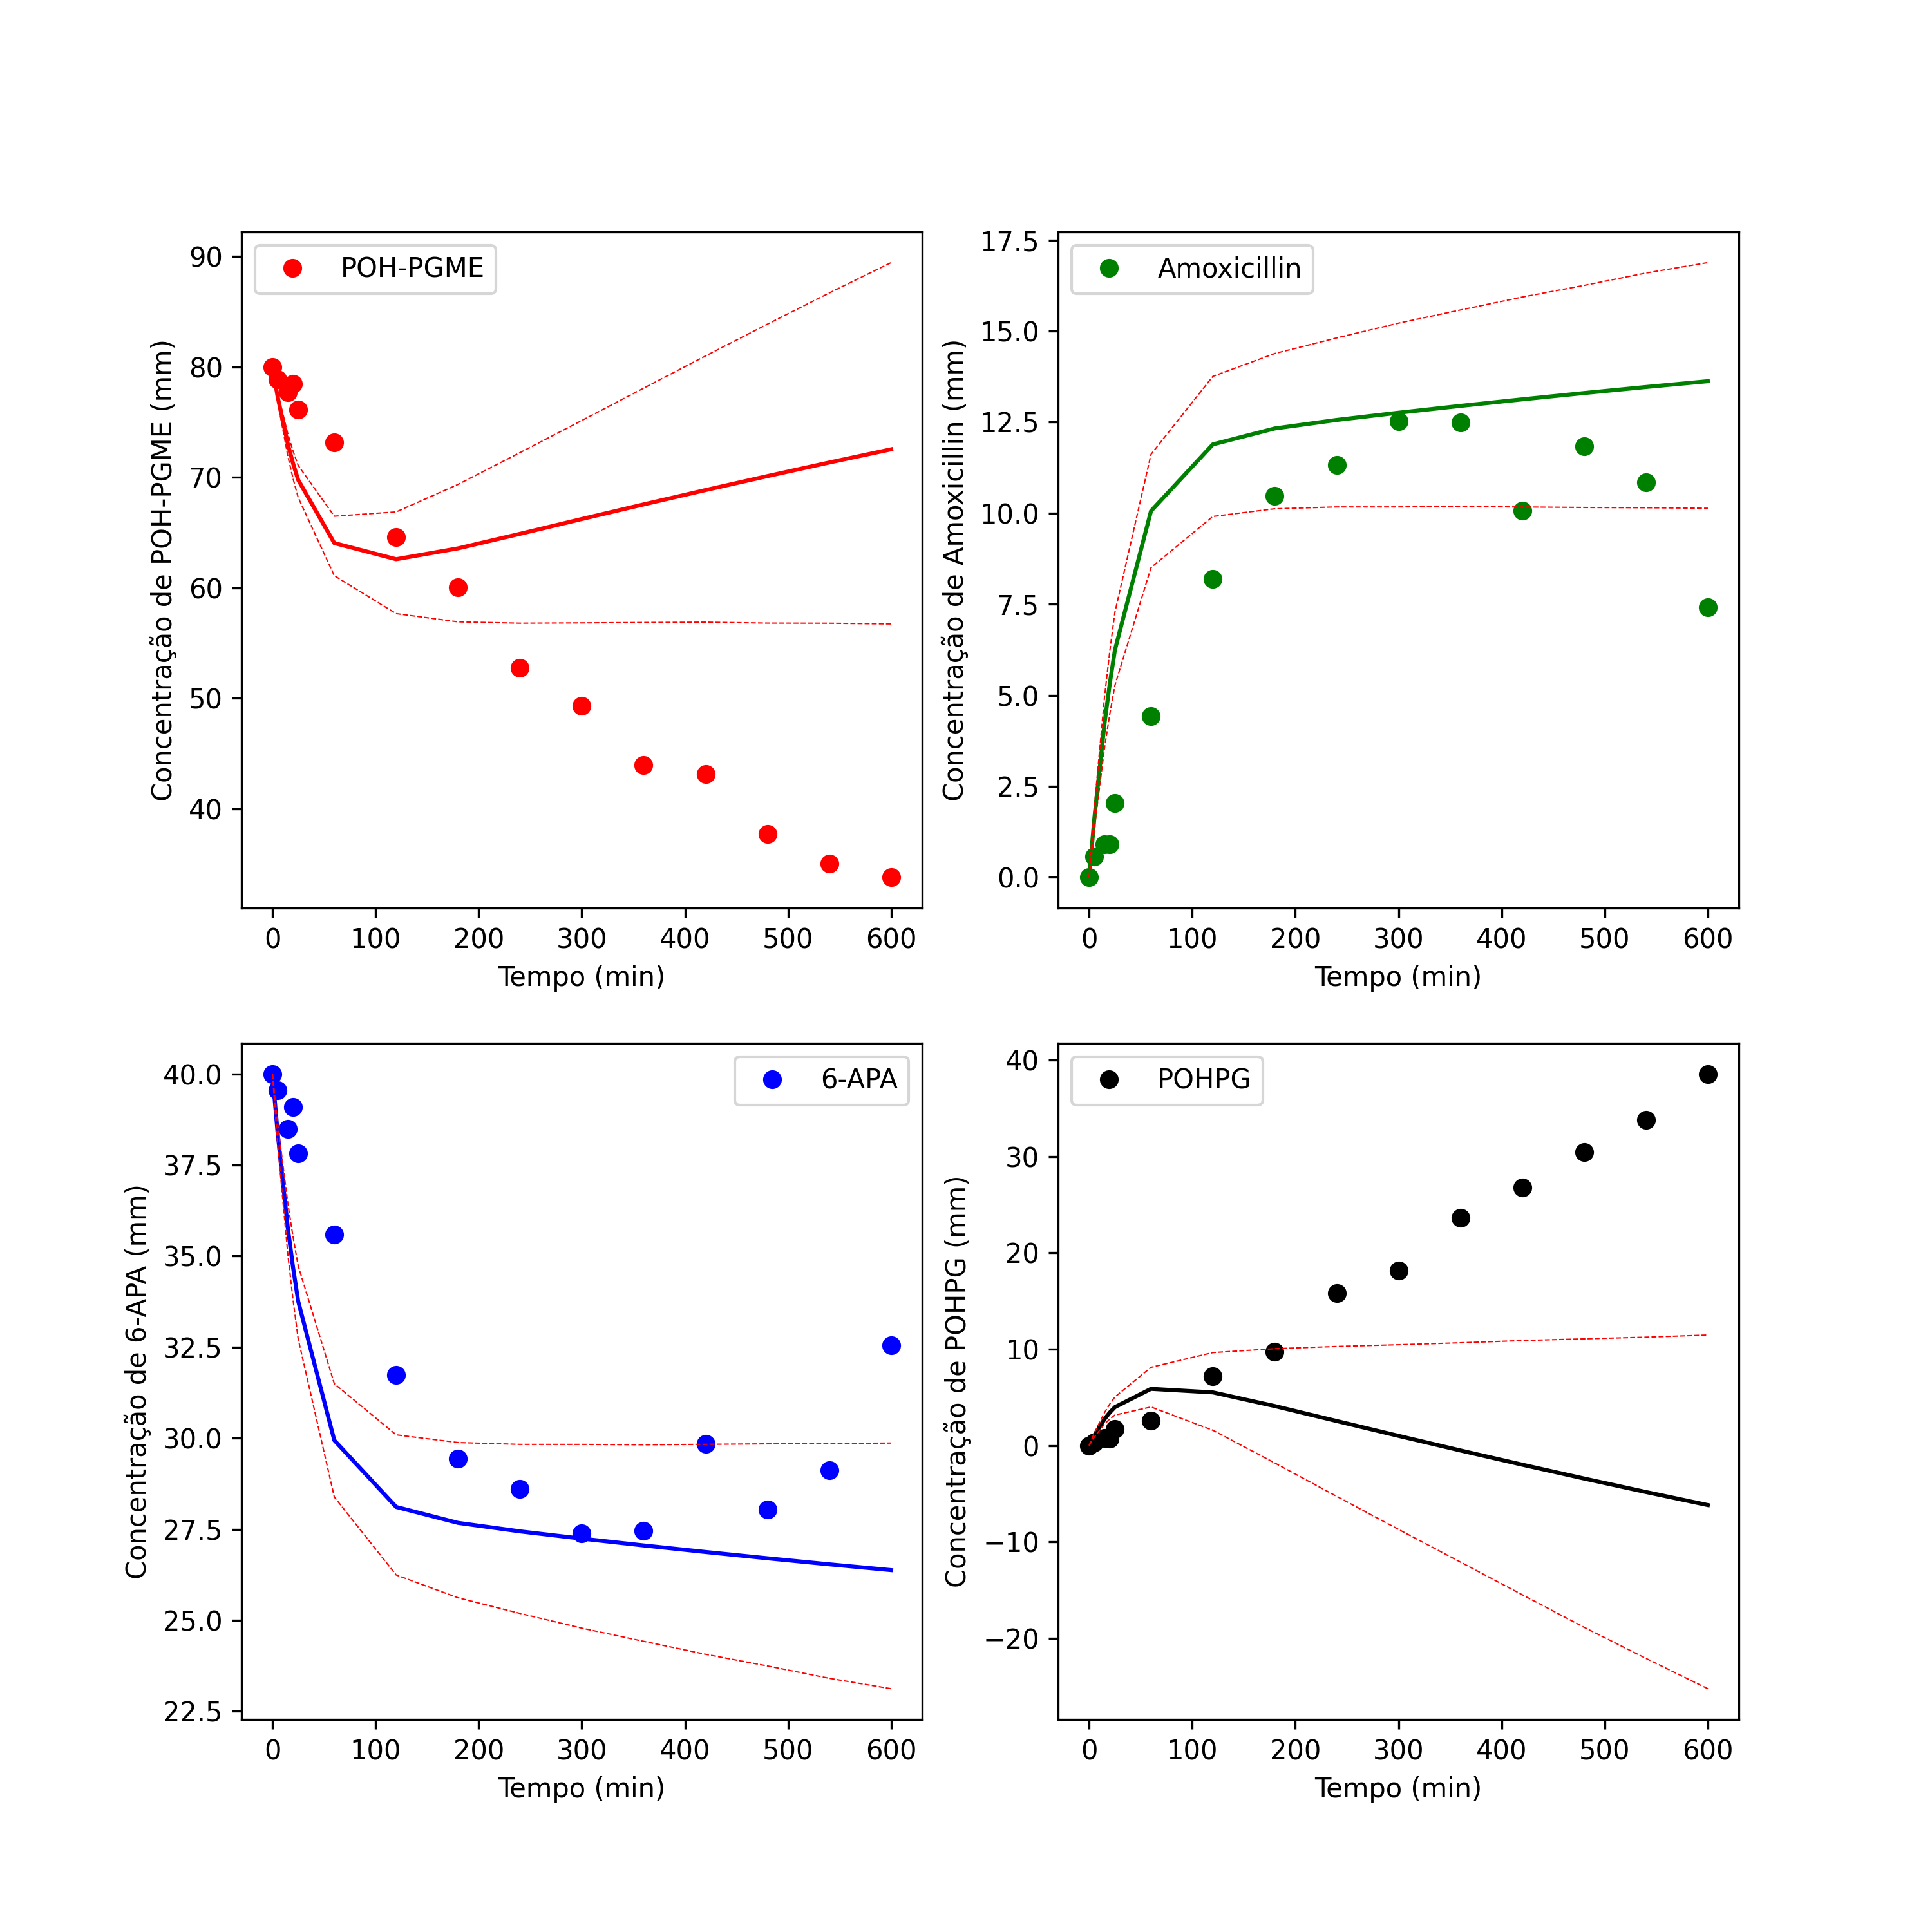 POH-PGME
90
80
70
60
50
40
Concentração de POH-PGME (mm)
0 100 200 300 400 500 600
Tempo (min)
Amoxicillin
17.5
15.0
12.5
10.0
7.5
5.0
2.5
0.0
Concentração de Amoxicillin (mm)
0 100 200 300 400 500 600
Tempo (min)
6-APA
40.0
37.5
35.0
32.5
30.0
27.5
25.0
22.5
Concentração de 6-APA (mm)
0 100 200 300 400 500 600
Tempo (min)
POHPG
40
30
20
10
0
−10
−20
Concentração de POHPG (mm)
0 100 200 300 400 500 600
Tempo (min)